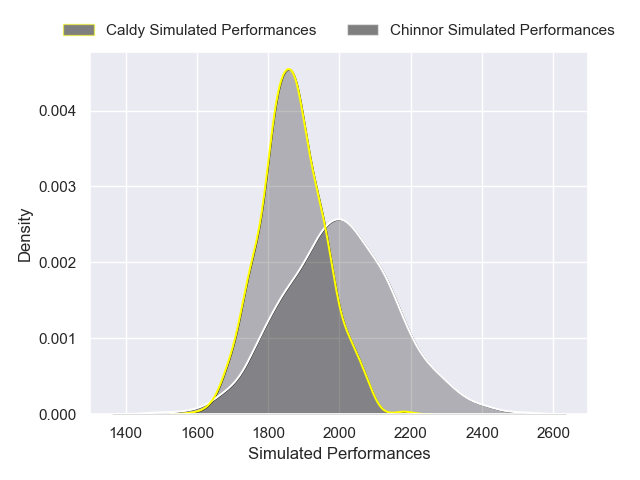 Caldy Simulated Performances Chinnor Simulated Performances
0.004
0.003
0.002
0.001
0.000
Density
1400 1600 1800 2000 2200 2400 2600
Simulated Performances